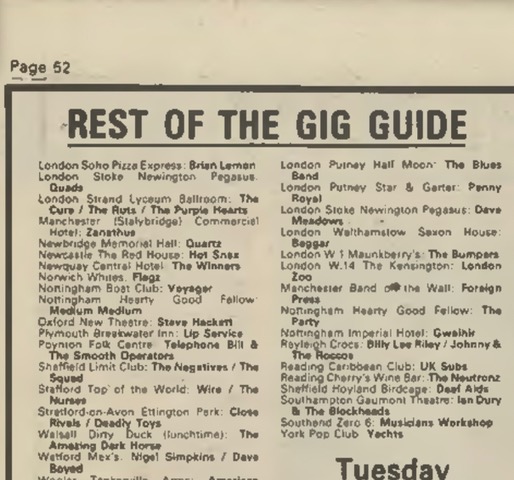 Page 52
REST OF THE GIG GUIDE
London Soho Pizza Express: Brian Lemon
London Stoke Newington Pegasus:
Quads
London Strand Lyceum Ballroom: The
Cure / The Ruts / The Purple Hearts
Manchester (Stalybridge) Commercial
Hotel: Zanathus
Newbridge Memorial Hall: Quartz
Newcastle The Red House: Hot Snax
Newquay Central Hotel: The Winners
Norwich Whites: Flagz
Nottingham Boat Club: Voyager
Nottingham Hearty Good Fellow:
Medium Medium
Oxford New Theatre: Steve Hackett
Plymouth Breakwater Inn: Lip Service
Poynton Folk Centre: Telephone Bill &
The Smooth Operators
Sheffield Limit Club: The Negatives / The
Squad
Stafford Top of the World: Wire / The
Nurses
Stratford-on-Avon Ettington Park: Close
Rivals / Deadly Toys
Walsall Dirty Duck (lunchtime): The
Amazing Dark Horse
Watford Mex's: Nigel Simpkins / Dave
Boyed
London Putney Half Moon: The Blues
Band
London Putney Star & Garter: Penny
Royal
London Stoke Newington Pegasus: Dave
Meadows
London Walthamstow Saxon House:
Beggar
London W.1 Maunkberry's: The Bumpers
London W.14 The Kensington: London
Zoo
Manchester Band on the Wall: Foreign
Press
Nottingham Hearty Good Fellow: The
Party
Nottingham Imperial Hotel: Gwaihir
Rayleigh Crocs: Billy Lee Riley / Johnny &
The Roccos
Reading Caribbean Club: UK Subs
Reading Cherry's Wine Bar: The Neutronz
Sheffield Hoyland Birdcage: Deaf Aids
Southampton Gaumont Theatre: Ian Dury
& The Blockheads
Southend Zero 6: Musicians Workshop
York Pop Club: Yachts
Tuesday